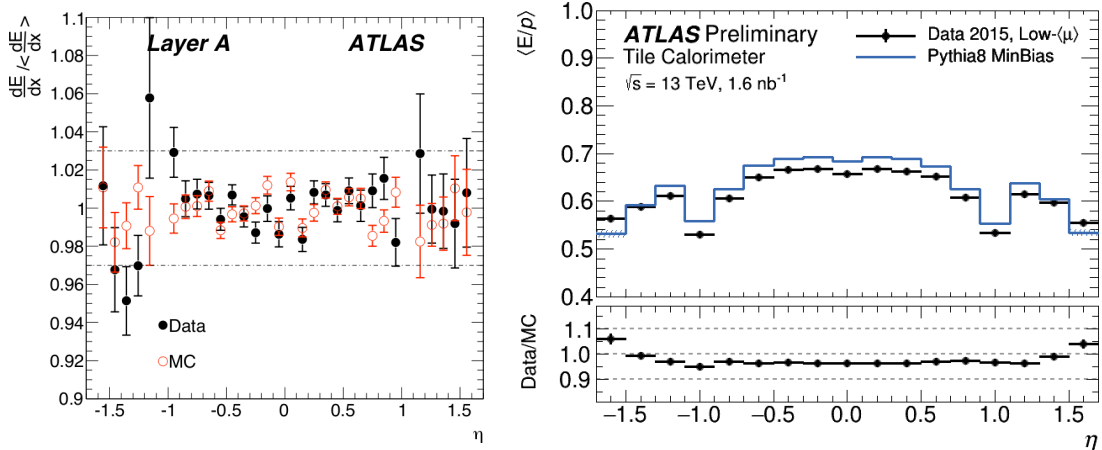 dE/dx /<dE/dx>
1.1
1.08
1.06
1.04
1.02
1
0.98
0.96
0.94
0.92
0.9
Layer A
ATLAS
Data
MC
-1.5 -1 -0.5 0 0.5 1 1.5
η
⟨E/p⟩
1.0
0.9
0.8
0.7
0.6
0.5
0.4
ATLAS Preliminary
Tile Calorimeter
√s = 13 TeV, 1.6 nb⁻¹
Data 2015, Low-⟨μ⟩
Pythia8 MinBias
Data/MC
1.1
1.0
0.9
−1.5 −1.0 −0.5 0.0 0.5 1.0 1.5
η